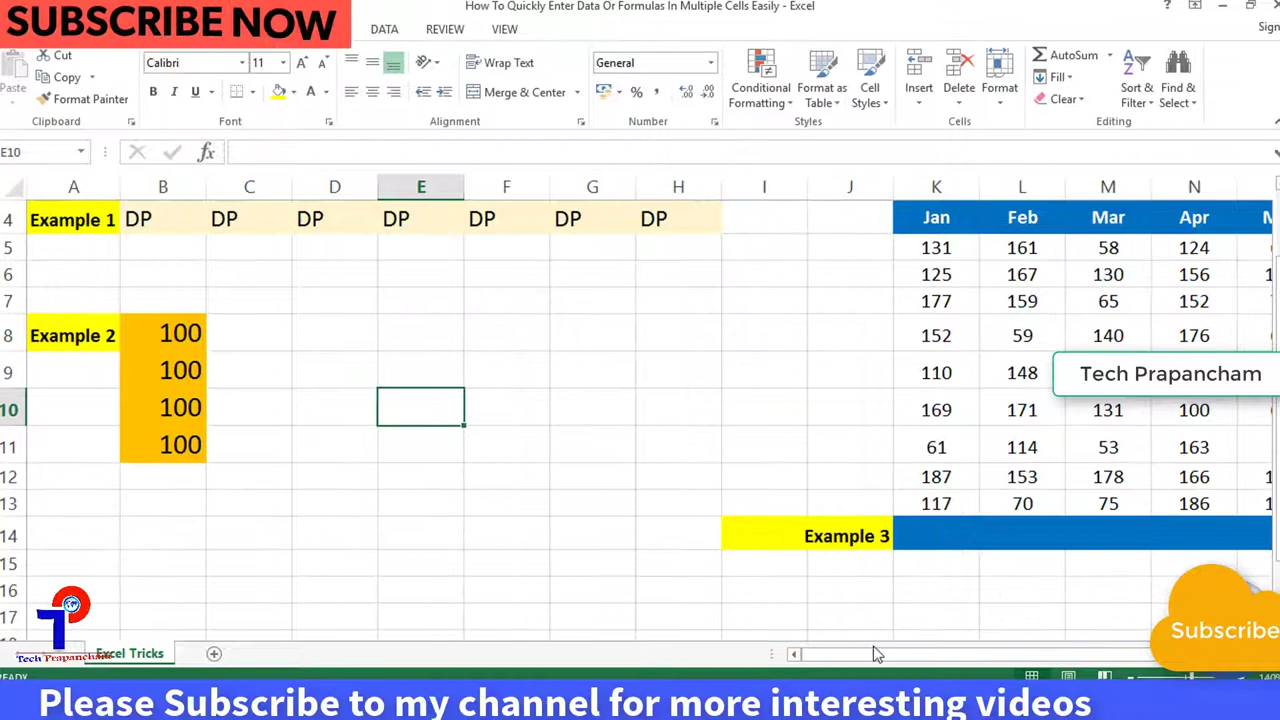 SUBSCRIBE NOW
How To Quickly Enter Data Or Formulas In Multiple Cells Easily - Excel
DATA REVIEW VIEW Sign
Cut
Copy
Format Painter
Paste
Clipboard
Calibri 11
B I U
Font
Wrap Text
Merge & Center
Alignment
General
%
Number
Conditional Formatting
Format as Table
Cell Styles
Styles
Insert Delete Format
Cells
AutoSum
Fill
Clear
Sort & Filter
Find & Select
Editing
E10 fx
A B C D E F G H I J K L M N
4 Example 1 DP DP DP DP DP DP DP Jan Feb Mar Apr
5 131 161 58 124
6 125 167 130 156
7 177 159 65 152
8 Example 2 100 152 59 140 176
9 100 110 148
Tech Prapancham
10 100 169 171 131 100
11 100 61 114 53 163
12 187 153 178 166
13 117 70 75 186
14 Example 3
15
16
17
Subscribe
Tech Prapancham
Excel Tricks
READY
Please Subscribe to my channel for more interesting videos